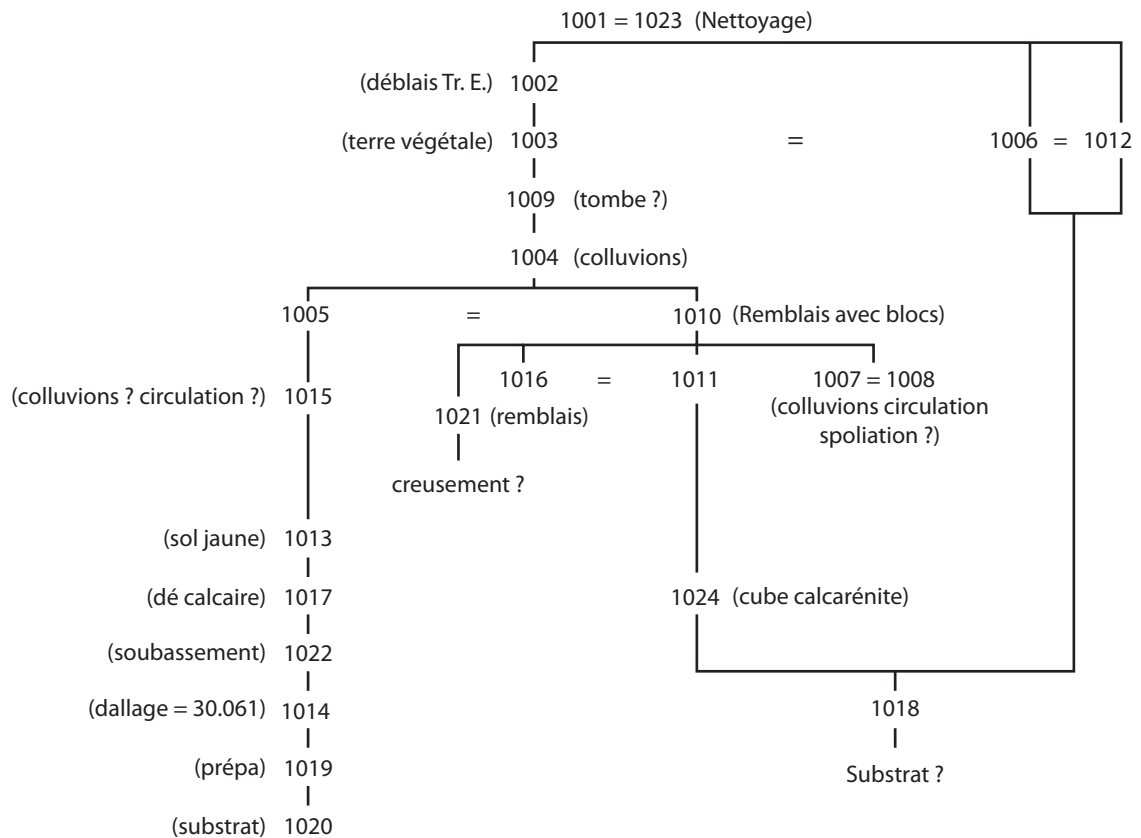 1001 = 1023 (Nettoyage)
(déblais Tr. E.) 1002
(terre végétale) 1003 = 1006 = 1012
1009 (tombe ?)
1004 (colluvions)
1005 = 1010 (Remblais avec blocs)
1016 = 1011 1007 = 1008
(colluvions ? circulation ?) 1015 (colluvions circulation
1021 (remblais) spoliation ?)
creusement ?
(sol jaune) 1013
(dé calcaire) 1017 1024 (cube calcarénite)
(soubassement) 1022
(dallage = 30.061) 1014 1018
(prépa) 1019 Substrat ?
(substrat) 1020